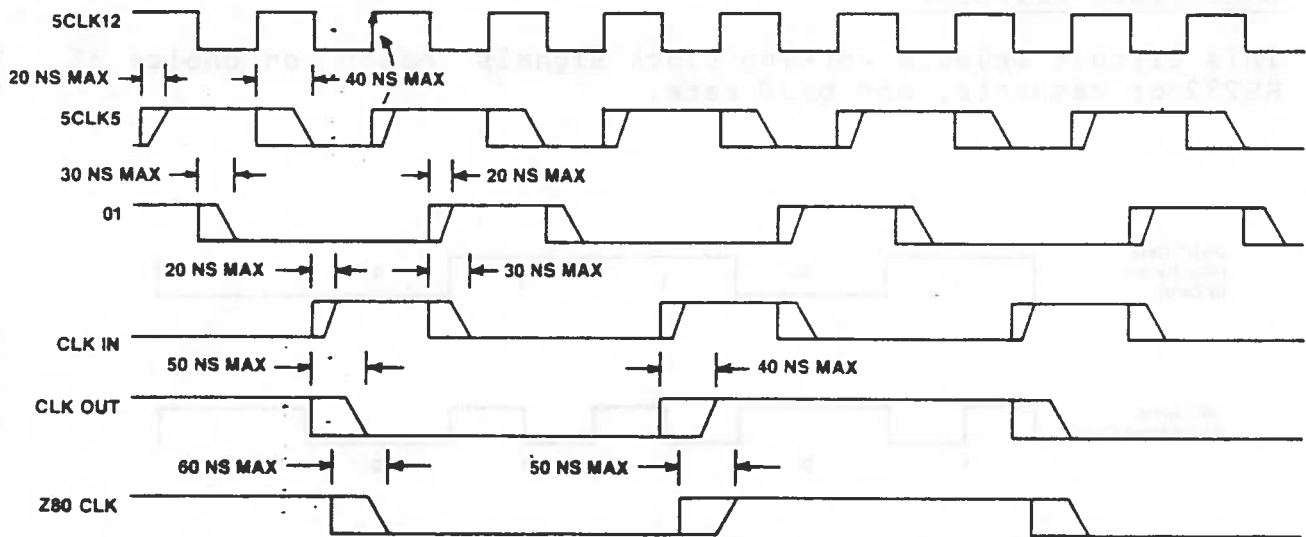 5CLK12
20 NS MAX
40 NS MAX
5CLK5
30 NS MAX
20 NS MAX
01
20 NS MAX
30 NS MAX
CLK IN
50 NS MAX
40 NS MAX
CLK OUT
60 NS MAX
50 NS MAX
Z80 CLK